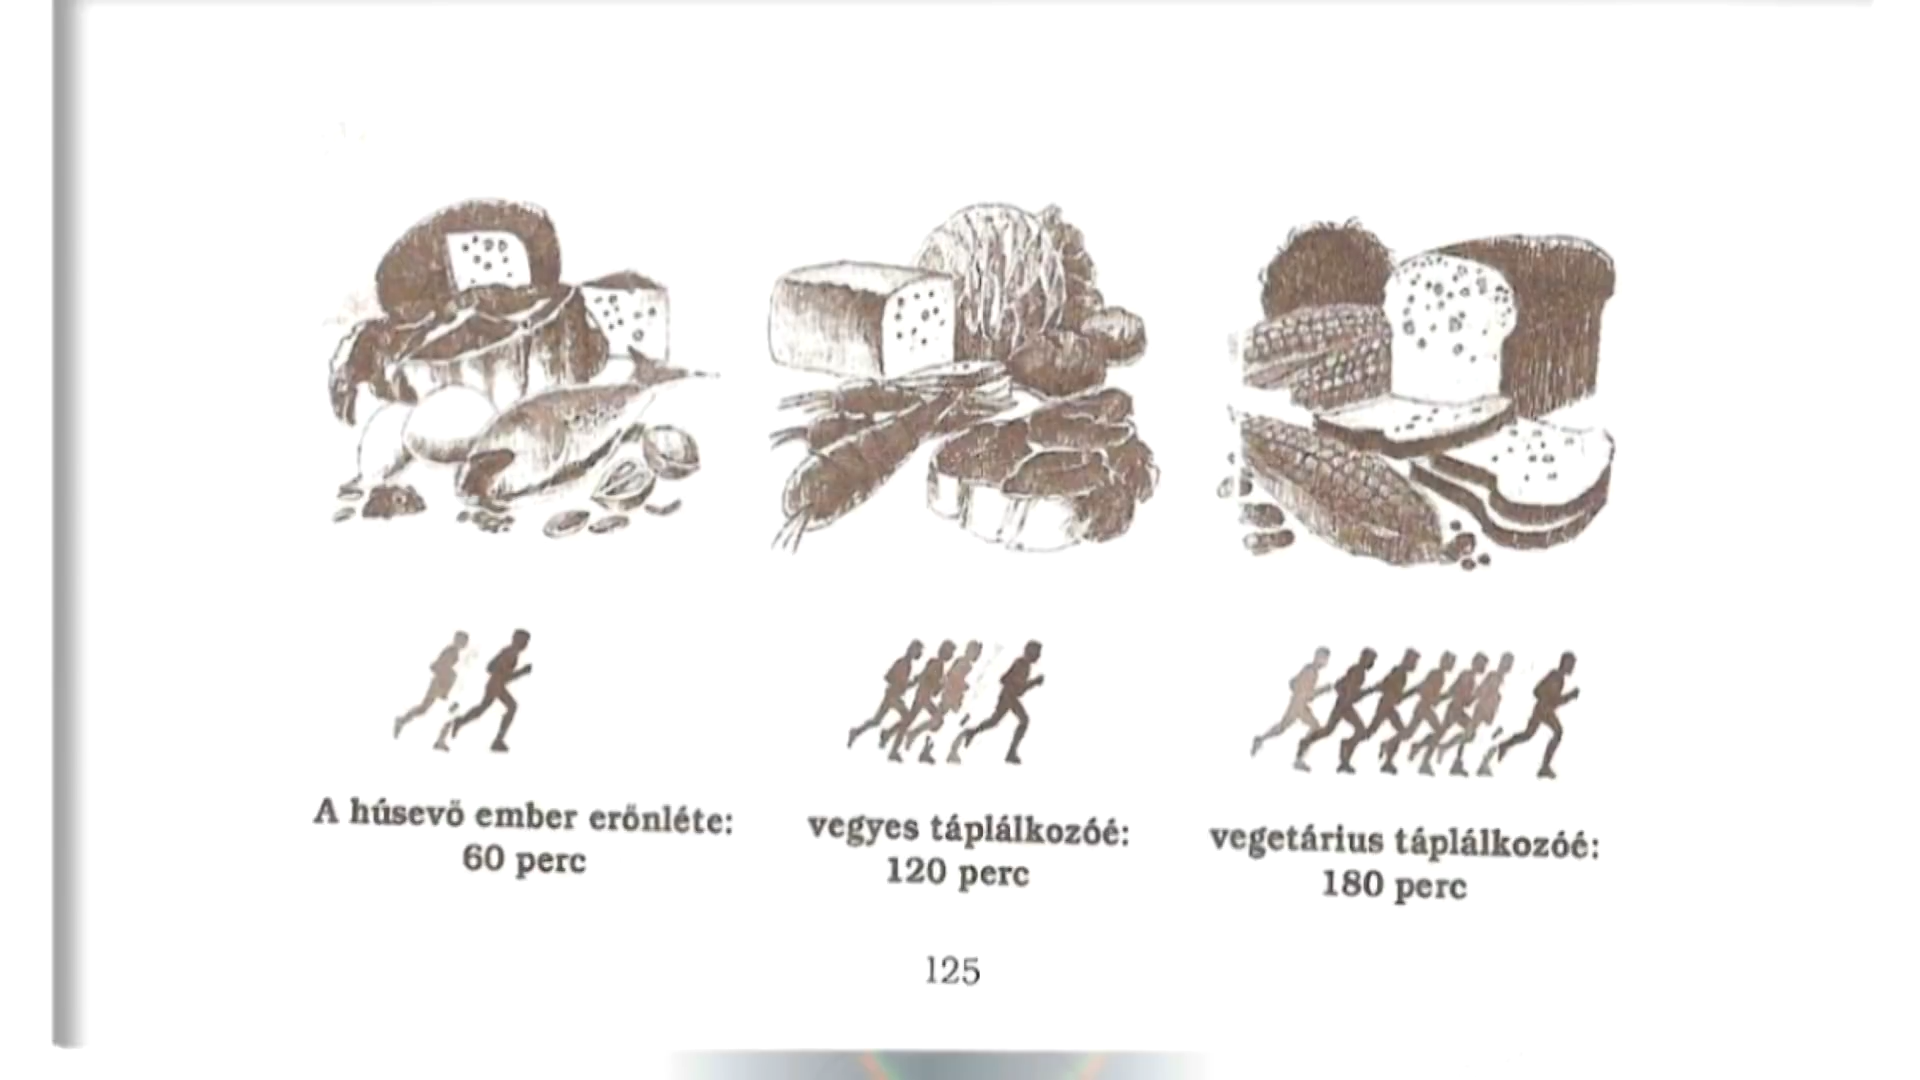 A húsevő ember erőnléte:
60 perc
vegyes táplálkozóé:
120 perc
vegetárius táplálkozóé:
180 perc
125